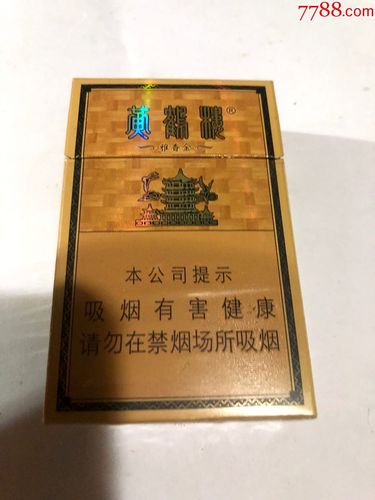 7788.com
黄鹤楼®
雅香金
本公司提示
吸烟有害健康
请勿在禁烟场所吸烟